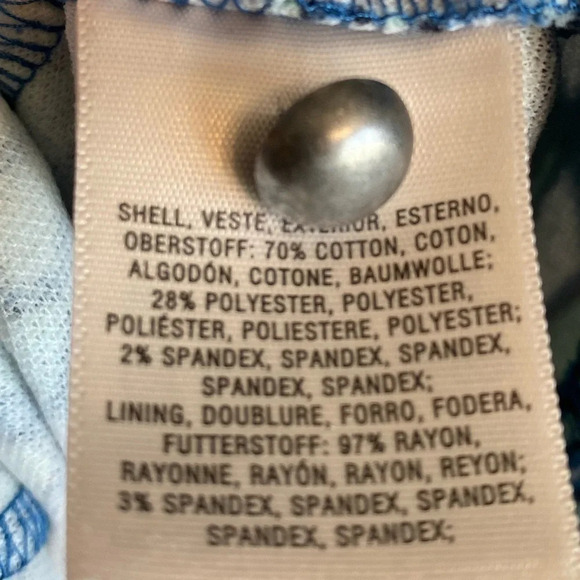 SHELL, VESTE, EXTERIOR, ESTERNO,
OBERSTOFF: 70% COTTON, COTON,
ALGODÓN, COTONE, BAUMWOLLE;
28% POLYESTER, POLYESTER,
POLIÉSTER, POLIESTERE, POLYESTER;
2% SPANDEX, SPANDEX, SPANDEX,
SPANDEX, SPANDEX;
LINING, DOUBLURE, FORRO, FODERA,
FUTTERSTOFF: 97% RAYON,
RAYONNE, RAYÓN, RAYON, REYON;
3% SPANDEX, SPANDEX, SPANDEX,
SPANDEX, SPANDEX;